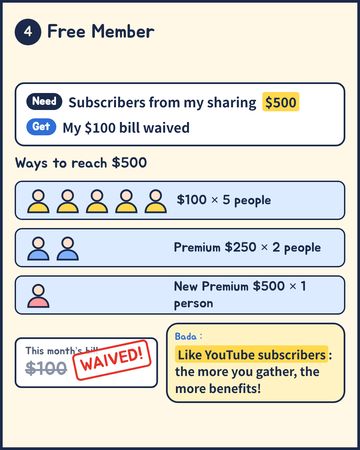 4 Free Member
Need Subscribers from my sharing $500
Get My $100 bill waived
Ways to reach $500
$100 × 5 people
Premium $250 × 2 people
New Premium $500 × 1
person
This month's bill
$100 WAIVED!
Bada :
Like YouTube subscribers :
the more you gather, the
more benefits!